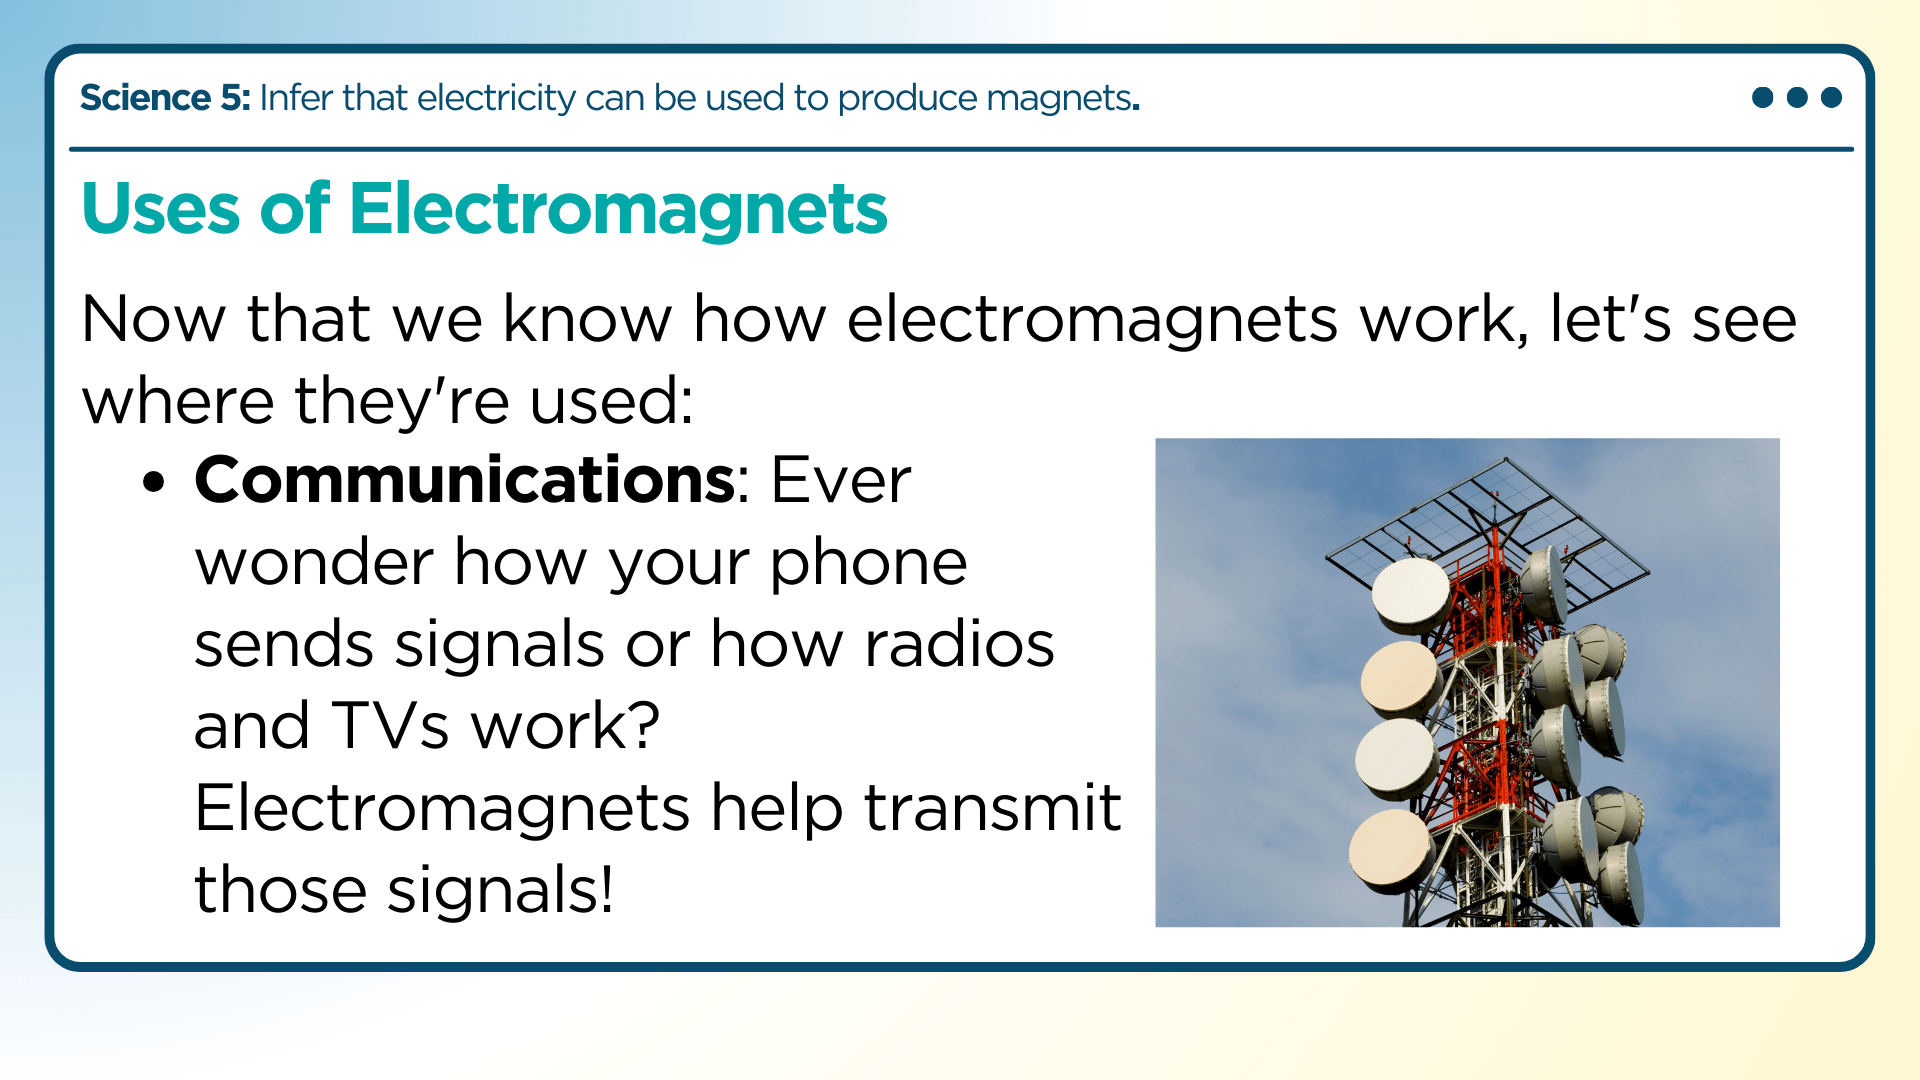 Science 5: Infer that electricity can be used to produce magnets.
Uses of Electromagnets
Now that we know how electromagnets work, let's see
where they're used:
• Communications: Ever
wonder how your phone
sends signals or how radios
and TVs work?
Electromagnets help transmit
those signals!